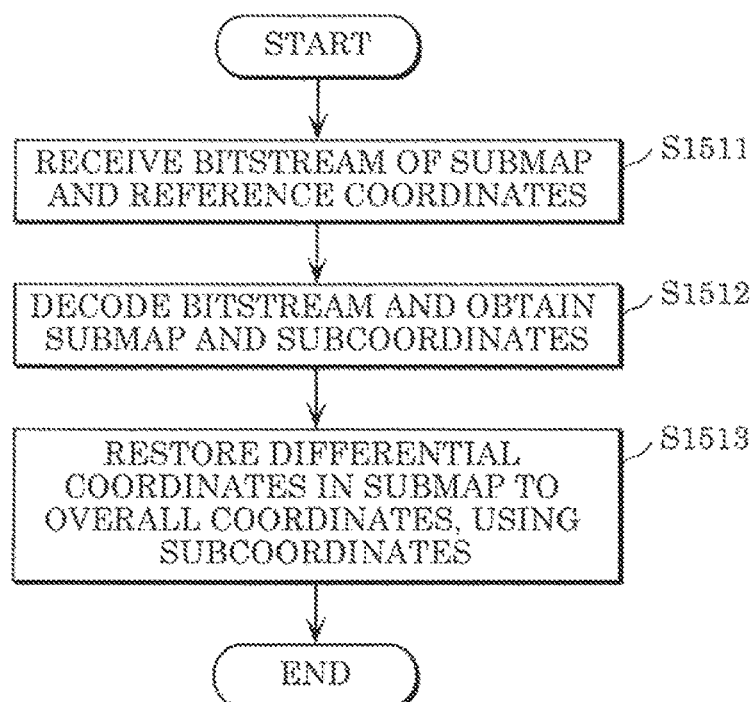 START
RECEIVE BITSTREAM OF SUBMAP
AND REFERENCE COORDINATES
S1511
DECODE BITSTREAM AND OBTAIN
SUBMAP AND SUBCOORDINATES
S1512
RESTORE DIFFERENTIAL
COORDINATES IN SUBMAP TO
OVERALL COORDINATES, USING
SUBCOORDINATES
S1513
END